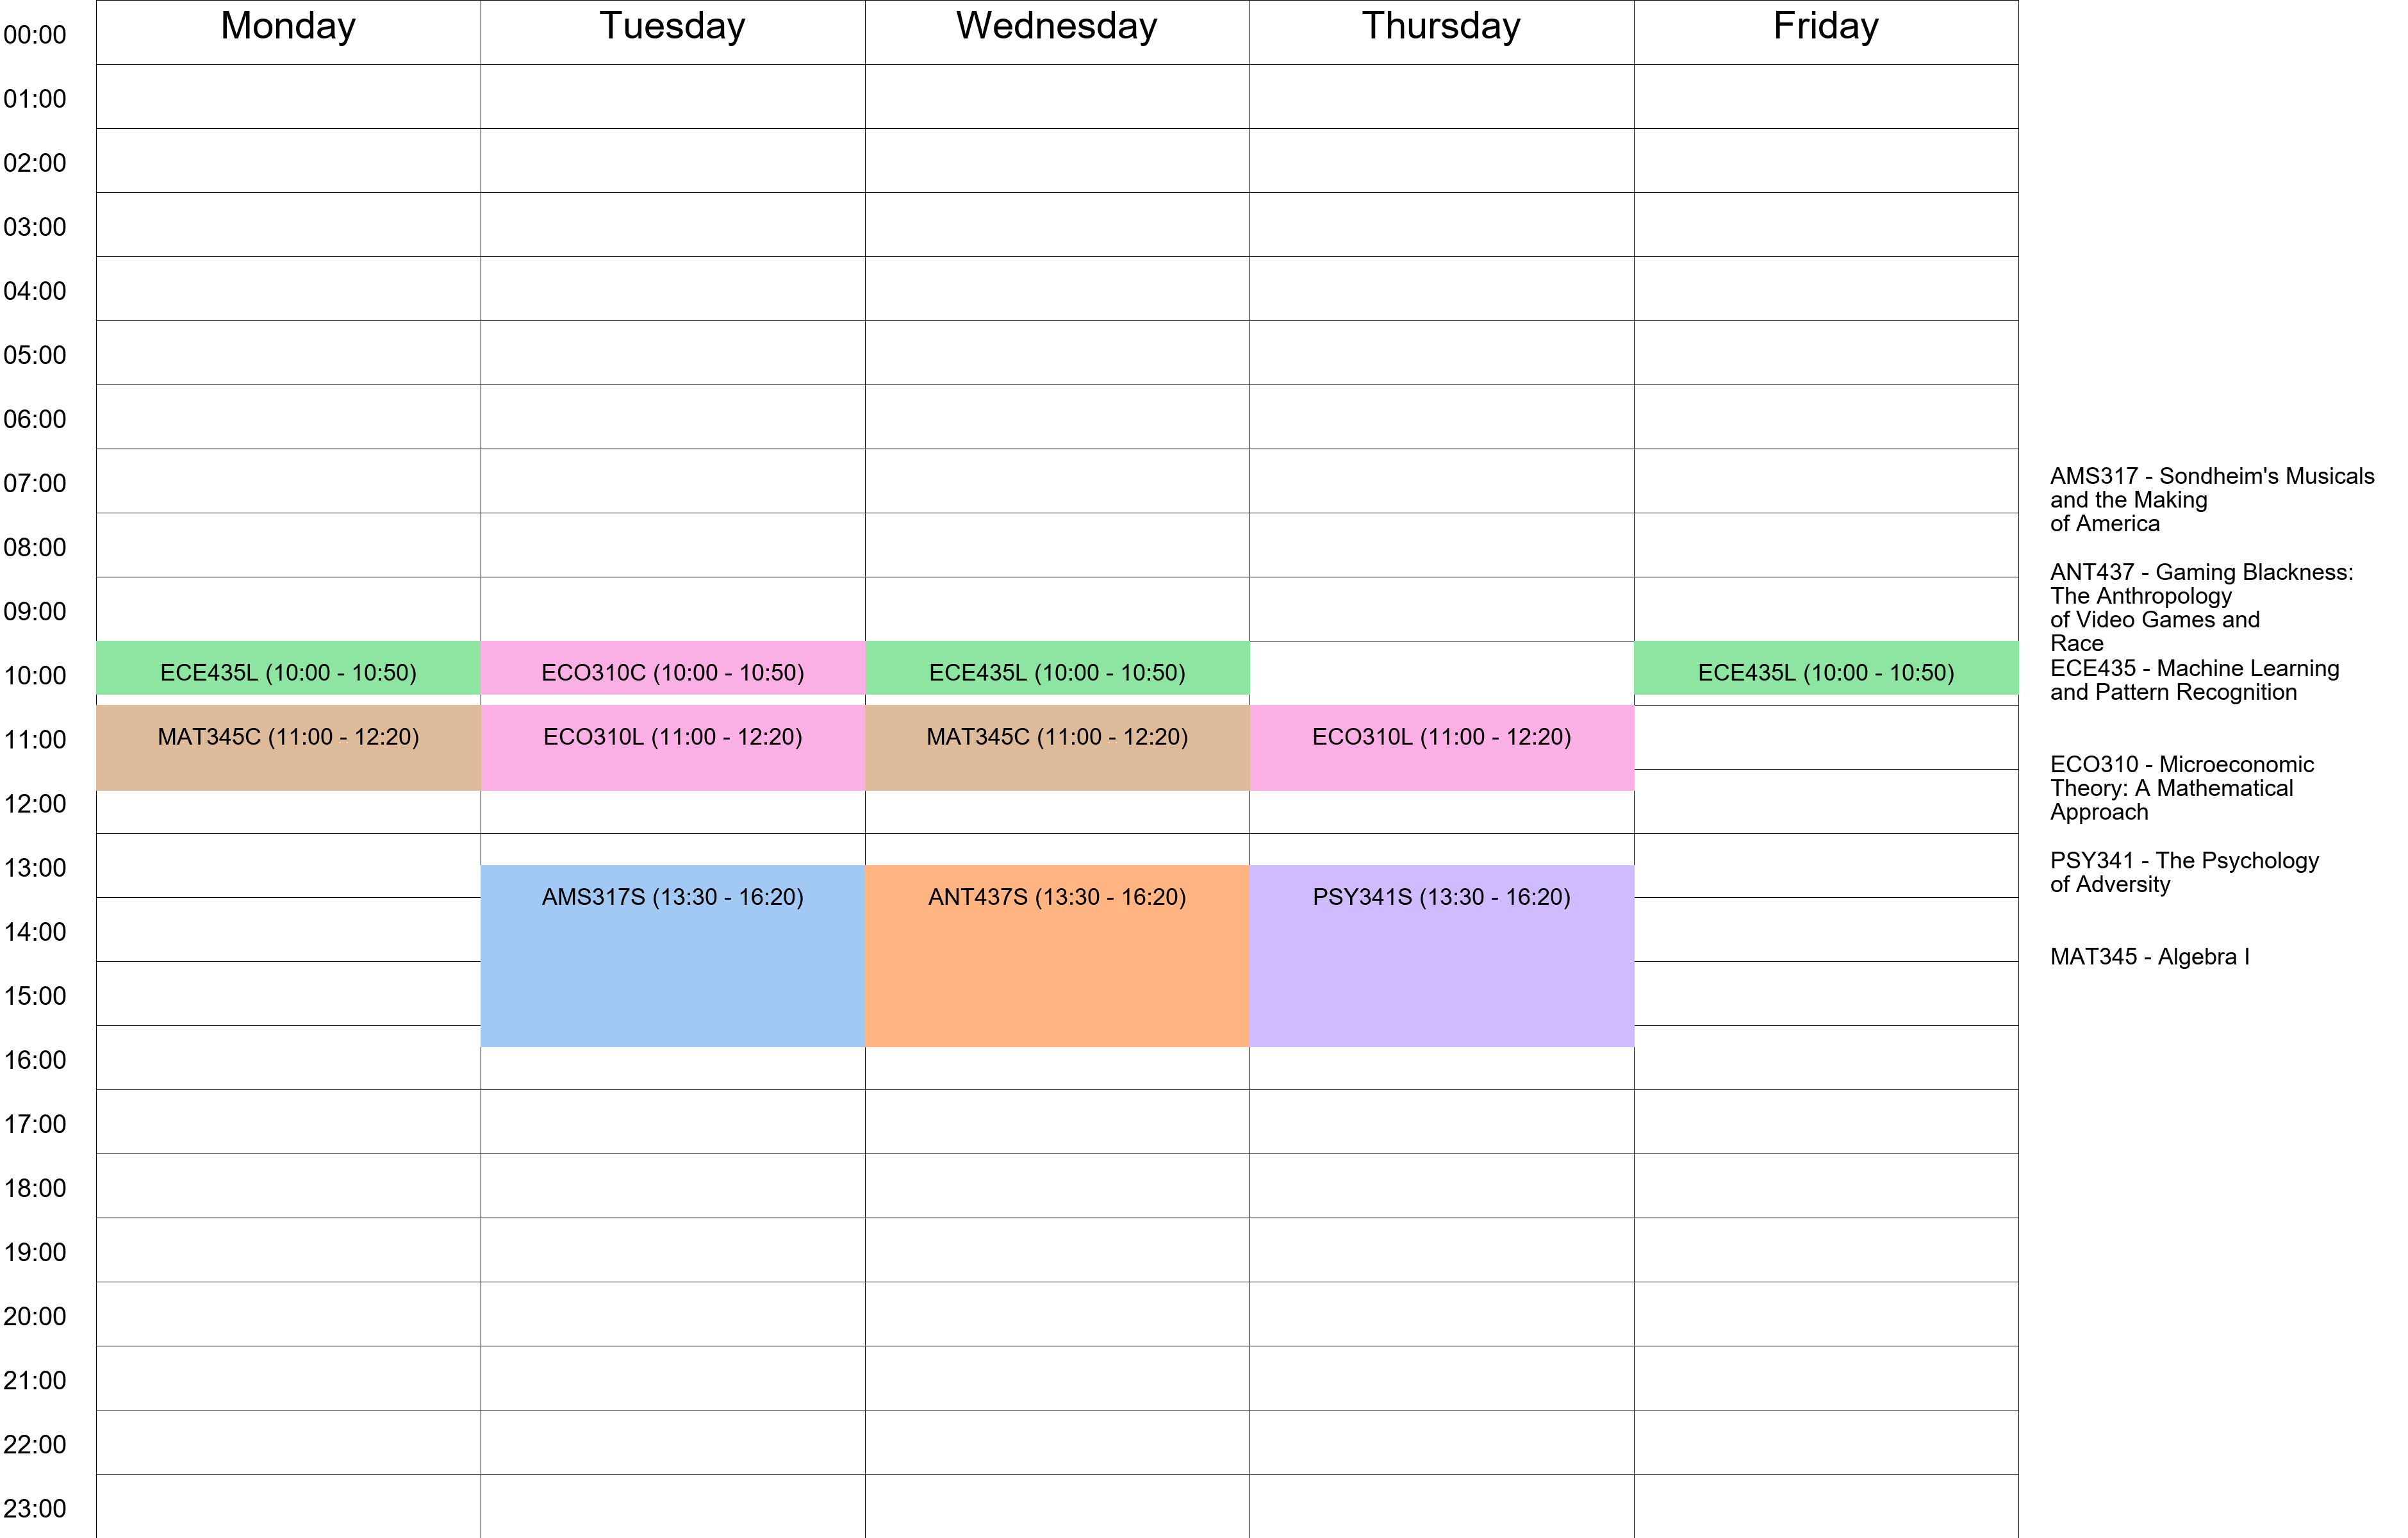 Monday Tuesday Wednesday Thursday Friday
00:00
01:00
02:00
03:00
04:00
05:00
06:00
07:00
08:00
09:00
10:00
11:00
12:00
13:00
14:00
15:00
16:00
17:00
18:00
19:00
20:00
21:00
22:00
23:00
ECE435L (10:00 - 10:50)
ECO310C (10:00 - 10:50)
ECE435L (10:00 - 10:50)
ECE435L (10:00 - 10:50)
MAT345C (11:00 - 12:20)
ECO310L (11:00 - 12:20)
MAT345C (11:00 - 12:20)
ECO310L (11:00 - 12:20)
AMS317S (13:30 - 16:20)
ANT437S (13:30 - 16:20)
PSY341S (13:30 - 16:20)
AMS317 - Sondheim's Musicals
and the Making
of America
ANT437 - Gaming Blackness:
The Anthropology
of Video Games and
Race
ECE435 - Machine Learning
and Pattern Recognition
ECO310 - Microeconomic
Theory: A Mathematical
Approach
PSY341 - The Psychology
of Adversity
MAT345 - Algebra I